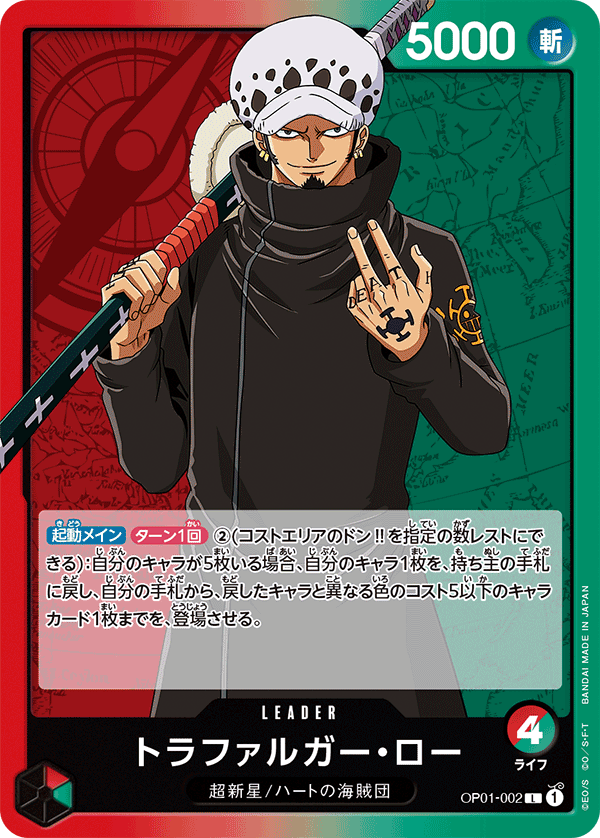 5000 斬
DEAT
起動メイン ターン1回 ②(コストエリアのドン!!を指定の数レストにで
きる):自分のキャラが5枚いる場合、自分のキャラ1枚を、持ち主の手札
に戻し、自分の手札から、戻したキャラと異なる色のコスト5以下のキャラ
カード1枚までを、登場させる。
LEADER
トラファルガー・ロー
超新星/ハートの海賊団
4
ライフ
OP01-002 L 1
©E.O/S ©O/S・F・T BANDAI MADE IN JAPAN